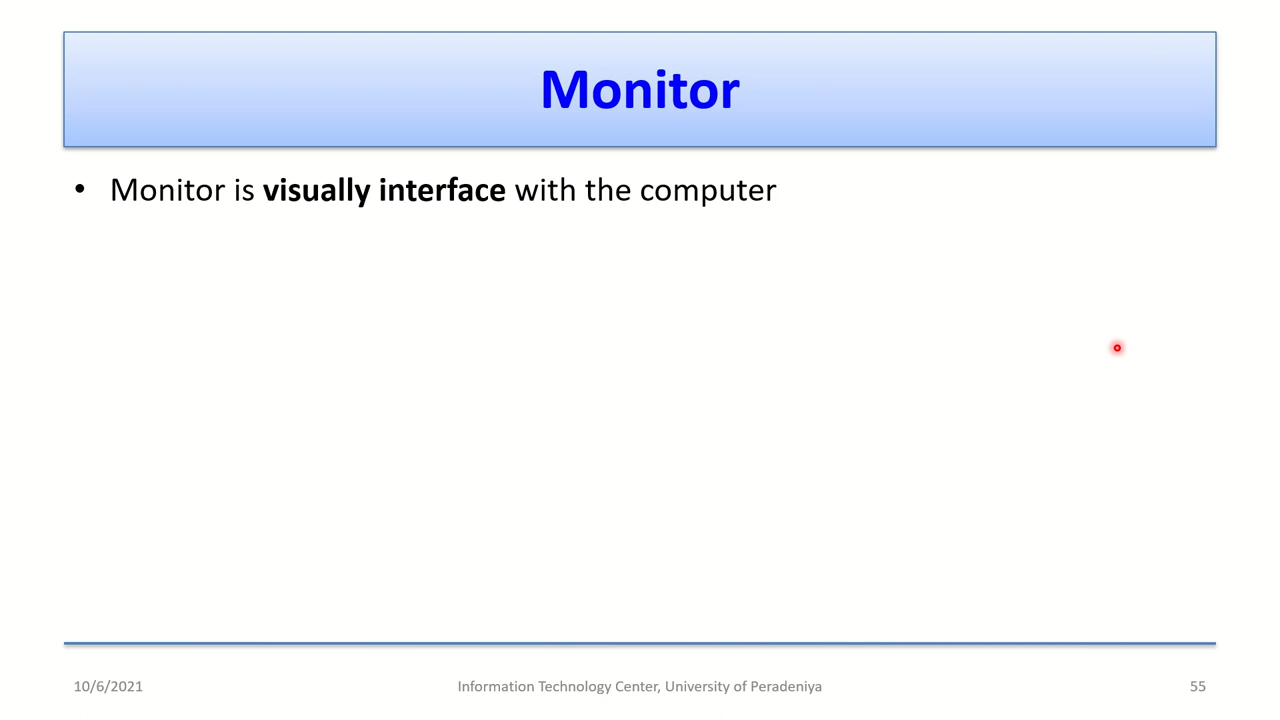 Monitor
• Monitor is visually interface with the computer
10/6/2021
Information Technology Center, University of Peradeniya
55